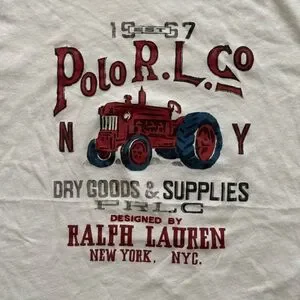 1967
POLO R.L. CO
N Y
DRY GOODS & SUPPLIES
PRLC
DESIGNED BY
RALPH LAUREN
NEW YORK, NYC.